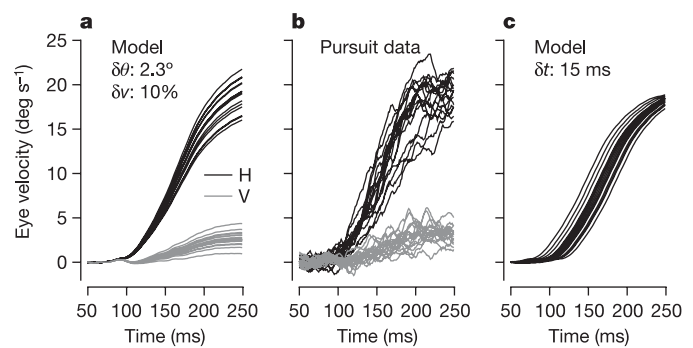 a
Model
δθ: 2.3º
δv: 10%
b
Pursuit data
c
Model
δt: 15 ms
Eye velocity (deg s⁻¹)
25
20
15
10
5
0
H
V
50 100 150 200 250
50 100 150 200 250
50 100 150 200 250
Time (ms)
Time (ms)
Time (ms)